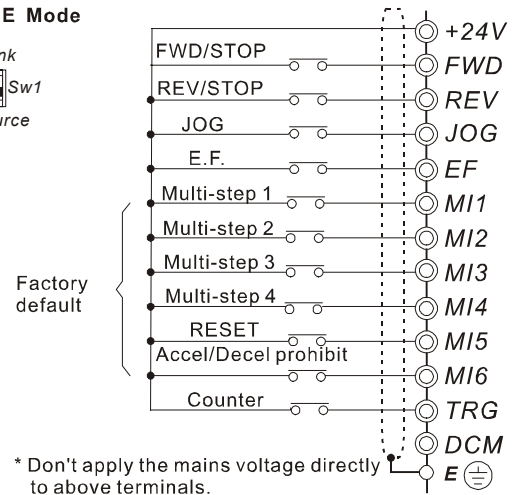 E Mode
nk
Sw1
urce
+24V
FWD/STOP
FWD
REV/STOP
REV
JOG
JOG
E.F.
EF
Multi-step 1
MI1
Multi-step 2
MI2
Multi-step 3
MI3
Factory
default
Multi-step 4
MI4
RESET
MI5
Accel/Decel prohibit
MI6
Counter
TRG
DCM
* Don't apply the mains voltage directly
to above terminals.
E